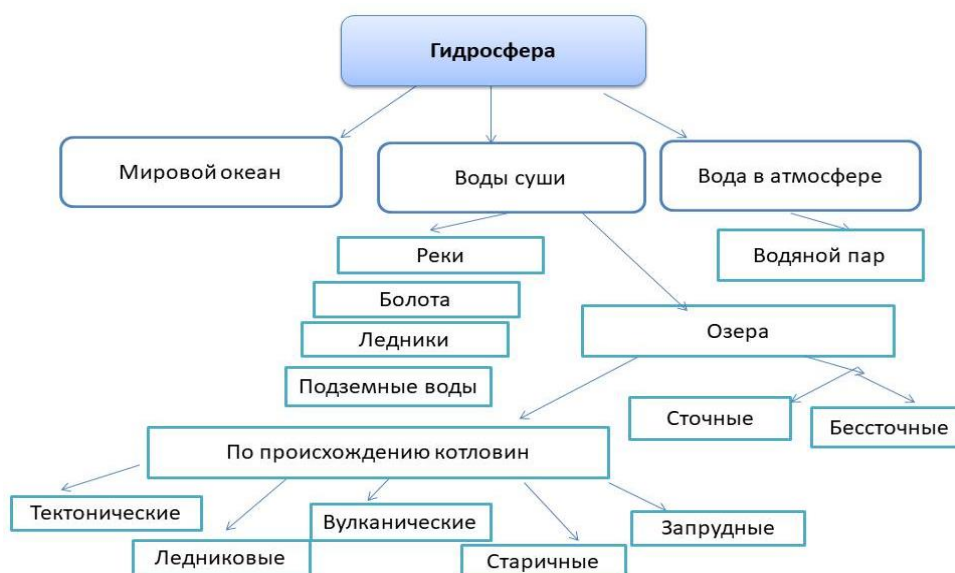 Гидросфера
Мировой океан
Воды суши
Вода в атмосфере
Реки
Водяной пар
Болота
Озера
Ледники
Подземные воды
Сточные
Бессточные
По происхождению котловин
Тектонические
Вулканические
Запрудные
Ледниковые
Старичные